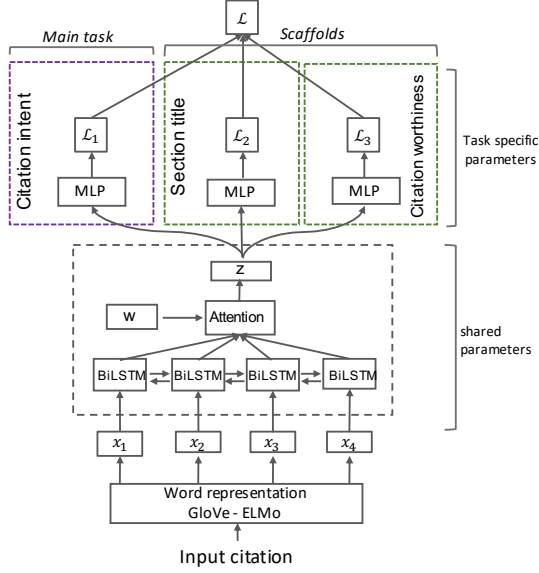 ℒ
Main task
Scaffolds
Citation intent
Section title
Citation worthiness
ℒ1
ℒ2
ℒ3
MLP
MLP
MLP
Task specific
parameters
z
w
Attention
shared
parameters
BiLSTM
BiLSTM
BiLSTM
BiLSTM
x1
x2
x3
x4
Word representation
GloVe - ELMo
Input citation